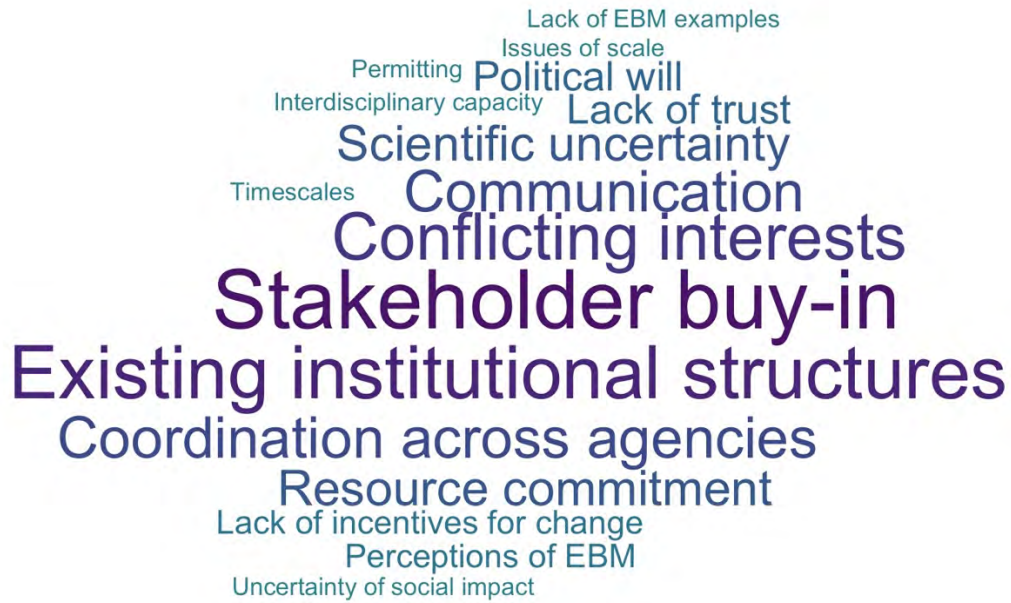 Lack of EBM examples
Issues of scale
Permitting Political will
Interdisciplinary capacity Lack of trust
Scientific uncertainty
Timescales Communication
Conflicting interests
Stakeholder buy-in
Existing institutional structures
Coordination across agencies
Resource commitment
Lack of incentives for change
Perceptions of EBM
Uncertainty of social impact